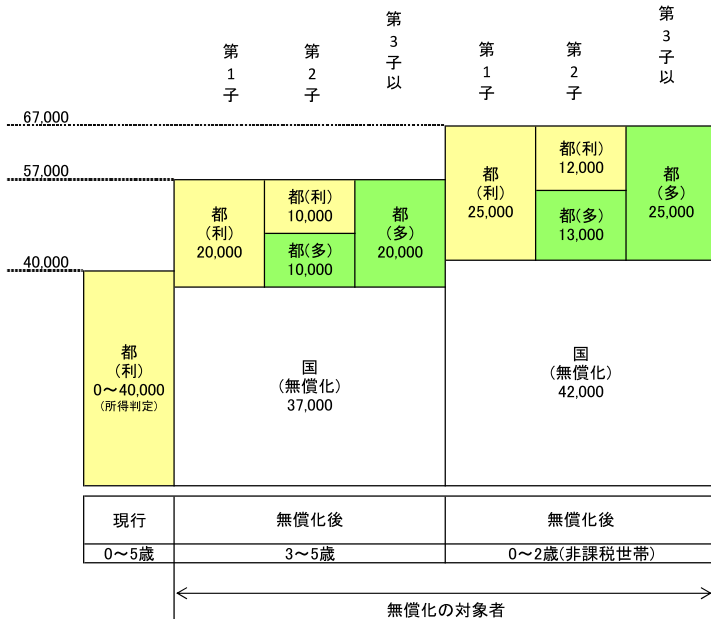 第1子
第2子
第3子以
第1子
第2子
第3子以
67,000
57,000
40,000
都
(利)
0～40,000
(所得判定)
都
(利)
20,000
都(利)
10,000
都(多)
10,000
都
(多)
20,000
国
(無償化)
37,000
都
(利)
25,000
都(利)
12,000
都(多)
13,000
都
(多)
25,000
国
(無償化)
42,000
現行
無償化後
無償化後
0～5歳
3～5歳
0～2歳(非課税世帯)
無償化の対象者